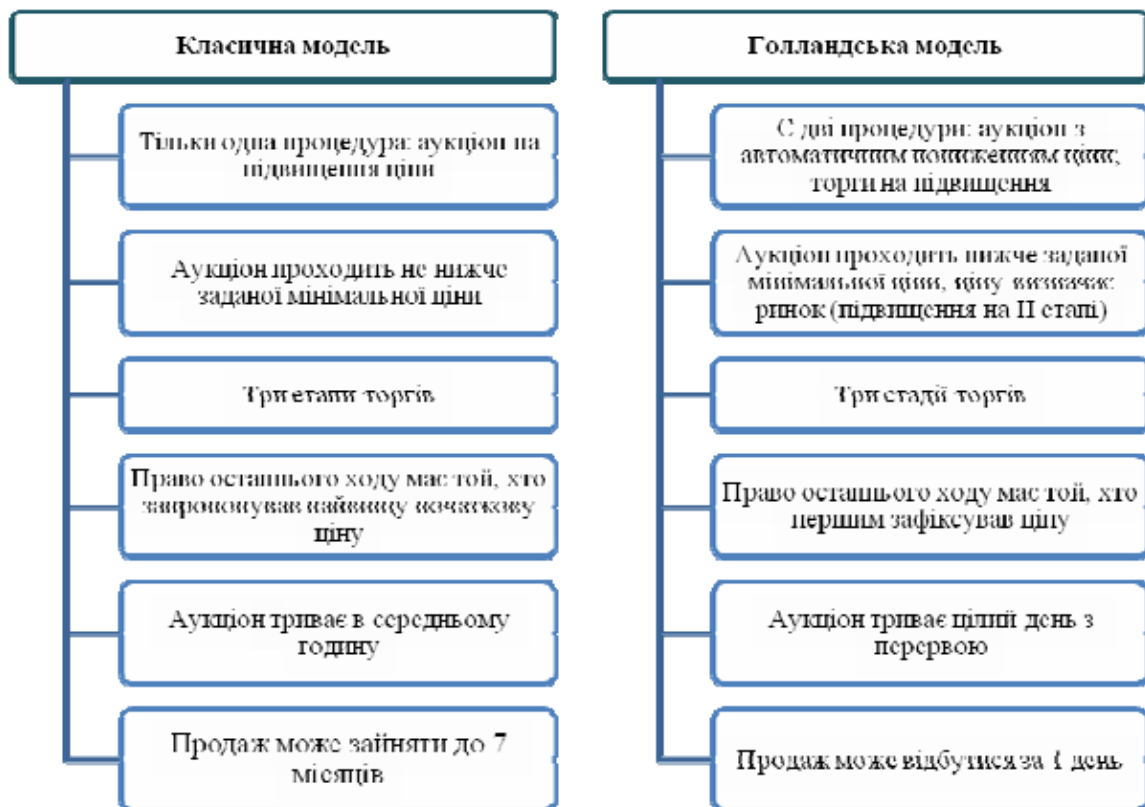 Класична модель
Тільки одна процедура: аукціон на
підвищення ціни
Аукціон проходить не нижче
заданої мінімальної ціни
Три етапи торгів
Право останнього ходу має той, хто
запропонував найвищу початкову
ціну
Аукціон триває в середньому
годину
Продаж може зайняти до 7
місяців
Голландська модель
Є дві процедури: аукціон з
автоматичним пониженням ціни;
торги на підвищення
Аукціон проходить нижче заданої
мінімальної ціни, ціну визначає
ринок (підвищення на ІІ етапі)
Три стадії торгів
Право останнього ходу має той, хто
першим зафіксував ціну
Аукціон триває цілий день з
перервою
Продаж може відбутися за 1 день